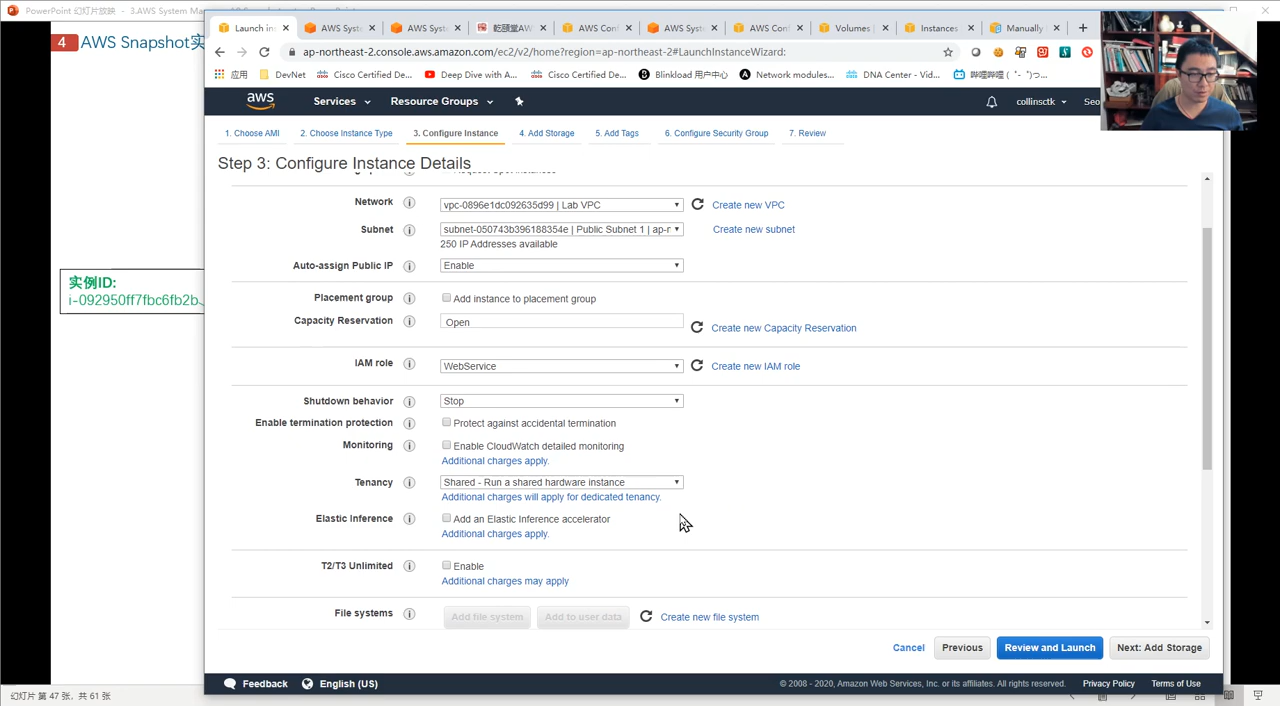 PowerPoint 幻灯片放映 - 3.AWS System Mana
4 AWS Snapshot实
实例ID:
i-092950ff7fbc6fb2b
Launch in
AWS Syste
AWS Sys
乾颐堂AW
AWS Con
AWS Syst
AWS Conf
Volumes |
Instances
Manually
ap-northeast-2.console.aws.amazon.com/ec2/v2/home?region=ap-northeast-2#LaunchInstanceWizard:
应用
DevNet
Cisco Certified De...
Deep Dive with A...
Cisco Certified De...
Blinkload 用户中心
Network modules...
DNA Center - Vid...
哔哩哔哩 ( ゜- ゜)つ...
aws Services Resource Groups collinsctk Seo
1. Choose AMI 2. Choose Instance Type 3. Configure Instance 4. Add Storage 5. Add Tags 6. Configure Security Group 7. Review
Step 3: Configure Instance Details
Network vpc-0896e1dc092635d99 | Lab VPC Create new VPC
Subnet subnet-050743b396188354e | Public Subnet 1 | ap-r Create new subnet
250 IP Addresses available
Auto-assign Public IP Enable
Placement group Add instance to placement group
Capacity Reservation Open Create new Capacity Reservation
IAM role WebService Create new IAM role
Shutdown behavior Stop
Enable termination protection Protect against accidental termination
Monitoring Enable CloudWatch detailed monitoring
Additional charges apply.
Tenancy Shared - Run a shared hardware instance
Additional charges will apply for dedicated tenancy.
Elastic Inference Add an Elastic Inference accelerator
Additional charges apply.
T2/T3 Unlimited Enable
Additional charges may apply
File systems Add file system Add to user data Create new file system
Cancel Previous Review and Launch Next: Add Storage
Feedback English (US) © 2008 - 2020, Amazon Web Services, Inc. or its affiliates. All rights reserved. Privacy Policy Terms of Use
幻灯片 第 47 张，共 61 张